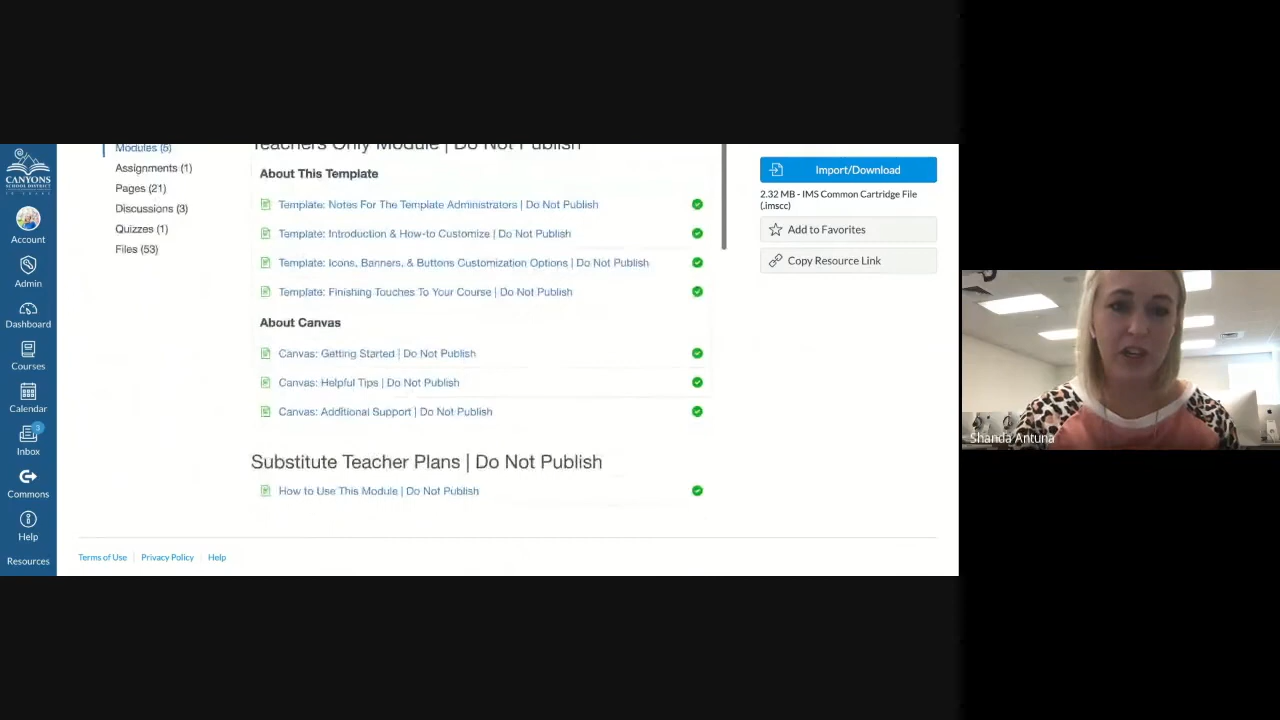 CANYONS
SCHOOL DISTRICT
Account
Admin
Dashboard
Courses
Calendar
3
Inbox
Commons
Help
Resources
Modules (5)
Assignments (1)
Pages (21)
Discussions (3)
Quizzes (1)
Files (53)
Teachers Only Module | Do Not Publish
About This Template
Template: Notes For The Template Administrators | Do Not Publish
Template: Introduction & How-to Customize | Do Not Publish
Template: Icons, Banners, & Buttons Customization Options | Do Not Publish
Template: Finishing Touches To Your Course | Do Not Publish
About Canvas
Canvas: Getting Started | Do Not Publish
Canvas: Helpful Tips | Do Not Publish
Canvas: Additional Support | Do Not Publish
Substitute Teacher Plans | Do Not Publish
How to Use This Module | Do Not Publish
Import/Download
2.32 MB - IMS Common Cartridge File
(.imscc)
Add to Favorites
Copy Resource Link
Terms of Use
Privacy Policy
Help
Shanda Antuna